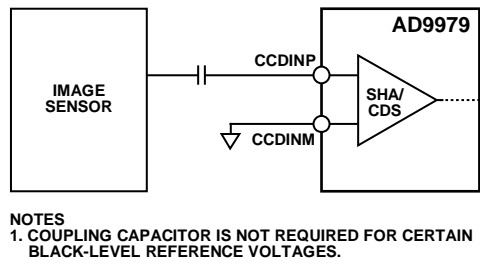 AD9979
CCDINP
IMAGE
SENSOR
SHA/
CDS
CCDINM
NOTES
1. COUPLING CAPACITOR IS NOT REQUIRED FOR CERTAIN
BLACK-LEVEL REFERENCE VOLTAGES.